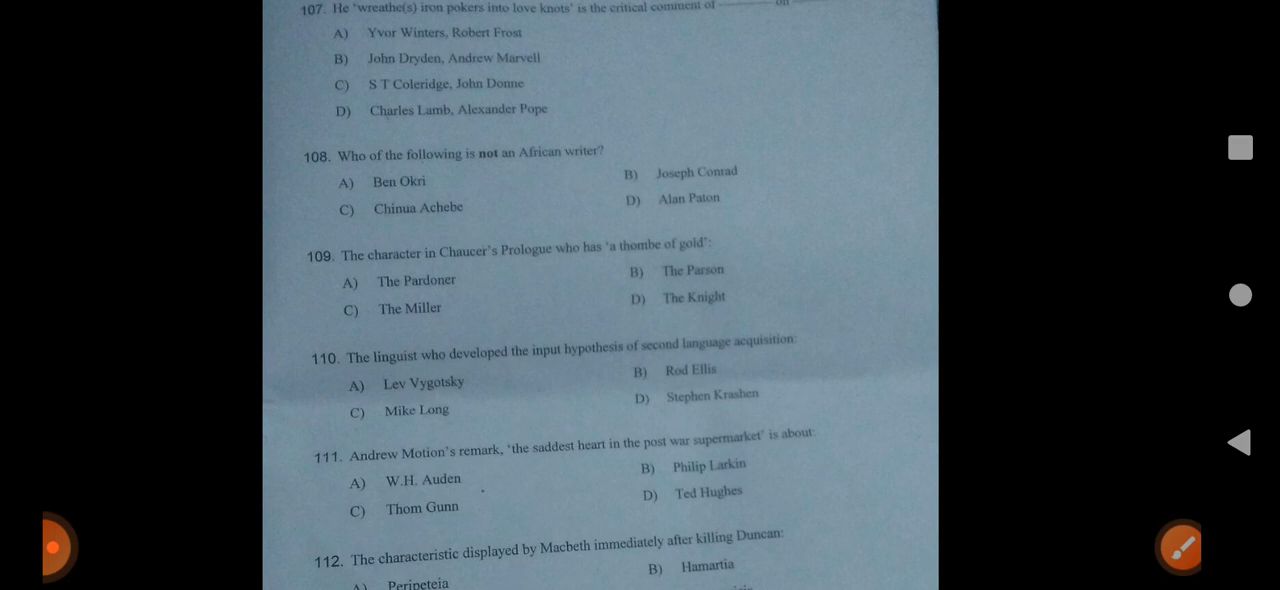 107. He 'wreathe(s) iron pokers into love knots' is the critical comment of ———— on ————
A) Yvor Winters, Robert Frost
B) John Dryden, Andrew Marvell
C) S T Coleridge, John Donne
D) Charles Lamb, Alexander Pope
108. Who of the following is not an African writer?
A) Ben Okri B) Joseph Conrad
C) Chinua Achebe D) Alan Paton
109. The character in Chaucer's Prologue who has 'a thombe of gold':
A) The Pardoner B) The Parson
C) The Miller D) The Knight
110. The linguist who developed the input hypothesis of second language acquisition:
A) Lev Vygotsky B) Rod Ellis
C) Mike Long D) Stephen Krashen
111. Andrew Motion's remark, 'the saddest heart in the post war supermarket' is about:
A) W.H. Auden B) Philip Larkin
C) Thom Gunn D) Ted Hughes
112. The characteristic displayed by Macbeth immediately after killing Duncan:
A) Peripeteia B) Hamartia